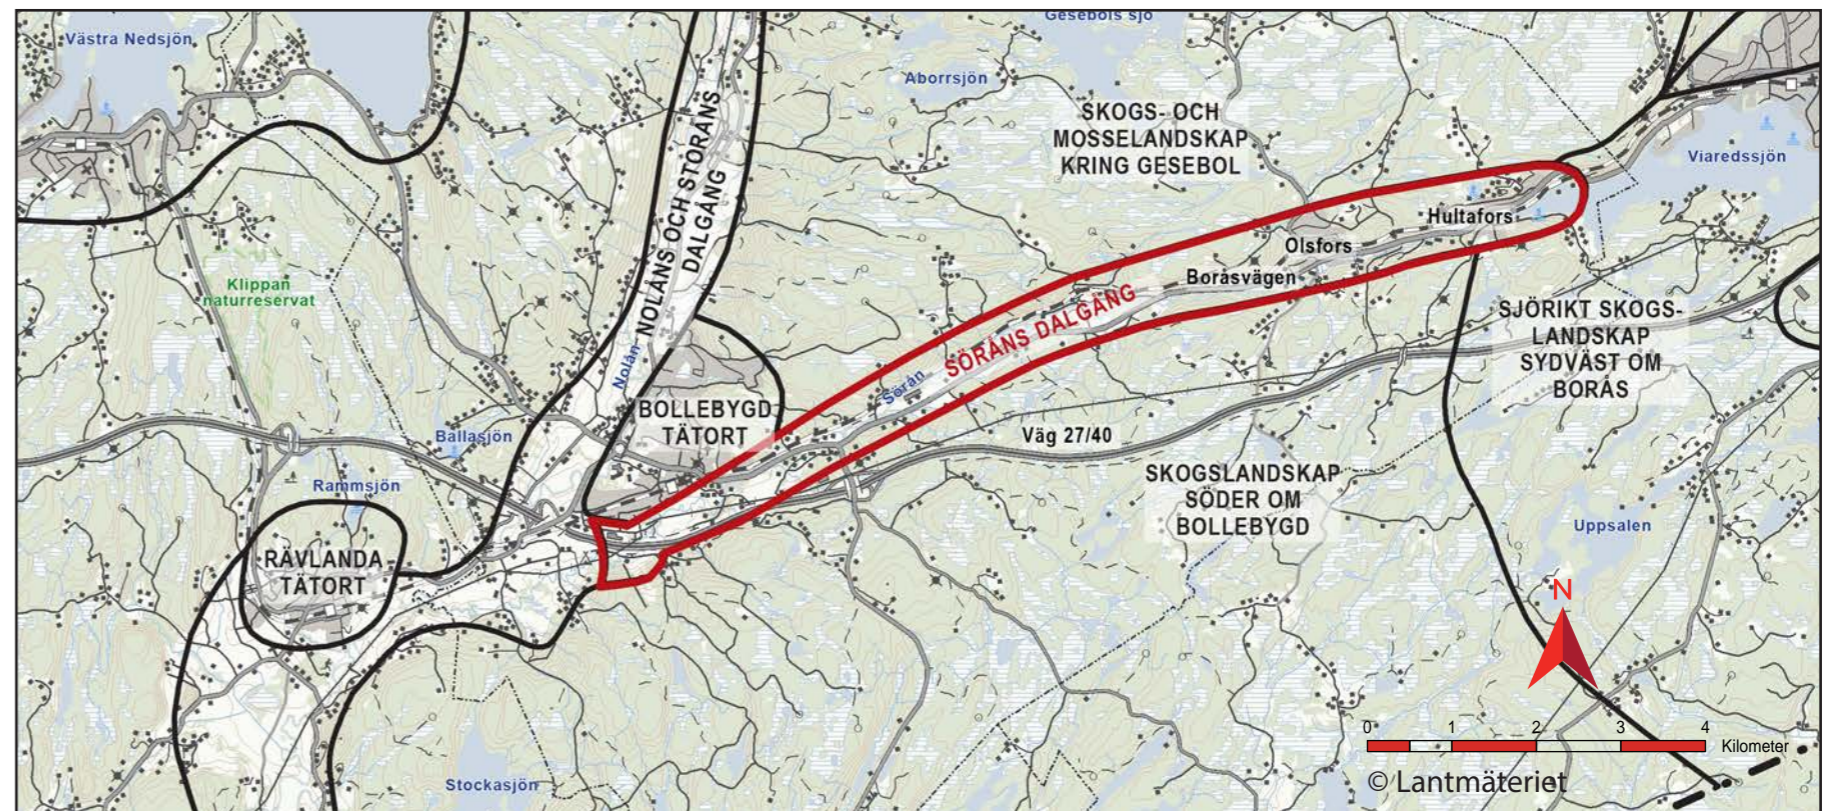 Gesebols sjö
Västra Nedsjön
Aborrsjön
SKOGS- OCH
MOSSELANDSKAP
KRING GESEBOL
Viaredssjön
NOLÅNS OCH STORÅNS
DALGÅNG
Hultafors
Olsfors
Boråsvägen
Klippan
naturreservat
SÖRÅNS DALGÅNG
SJÖRIKT SKOGS-
LANDSKAP
SYDVÄST OM
BORÅS
Nolån
Sörån
BOLLEBYGD
TÄTORT
Ballasjön
Väg 27/40
Rammsjön
SKOGSLANDSKAP
SÖDER OM
BOLLEBYGD
Uppsalen
RÄVLANDA
TÄTORT
N
0 1 2 3 4
Kilometer
Stockasjön
© Lantmäteriet